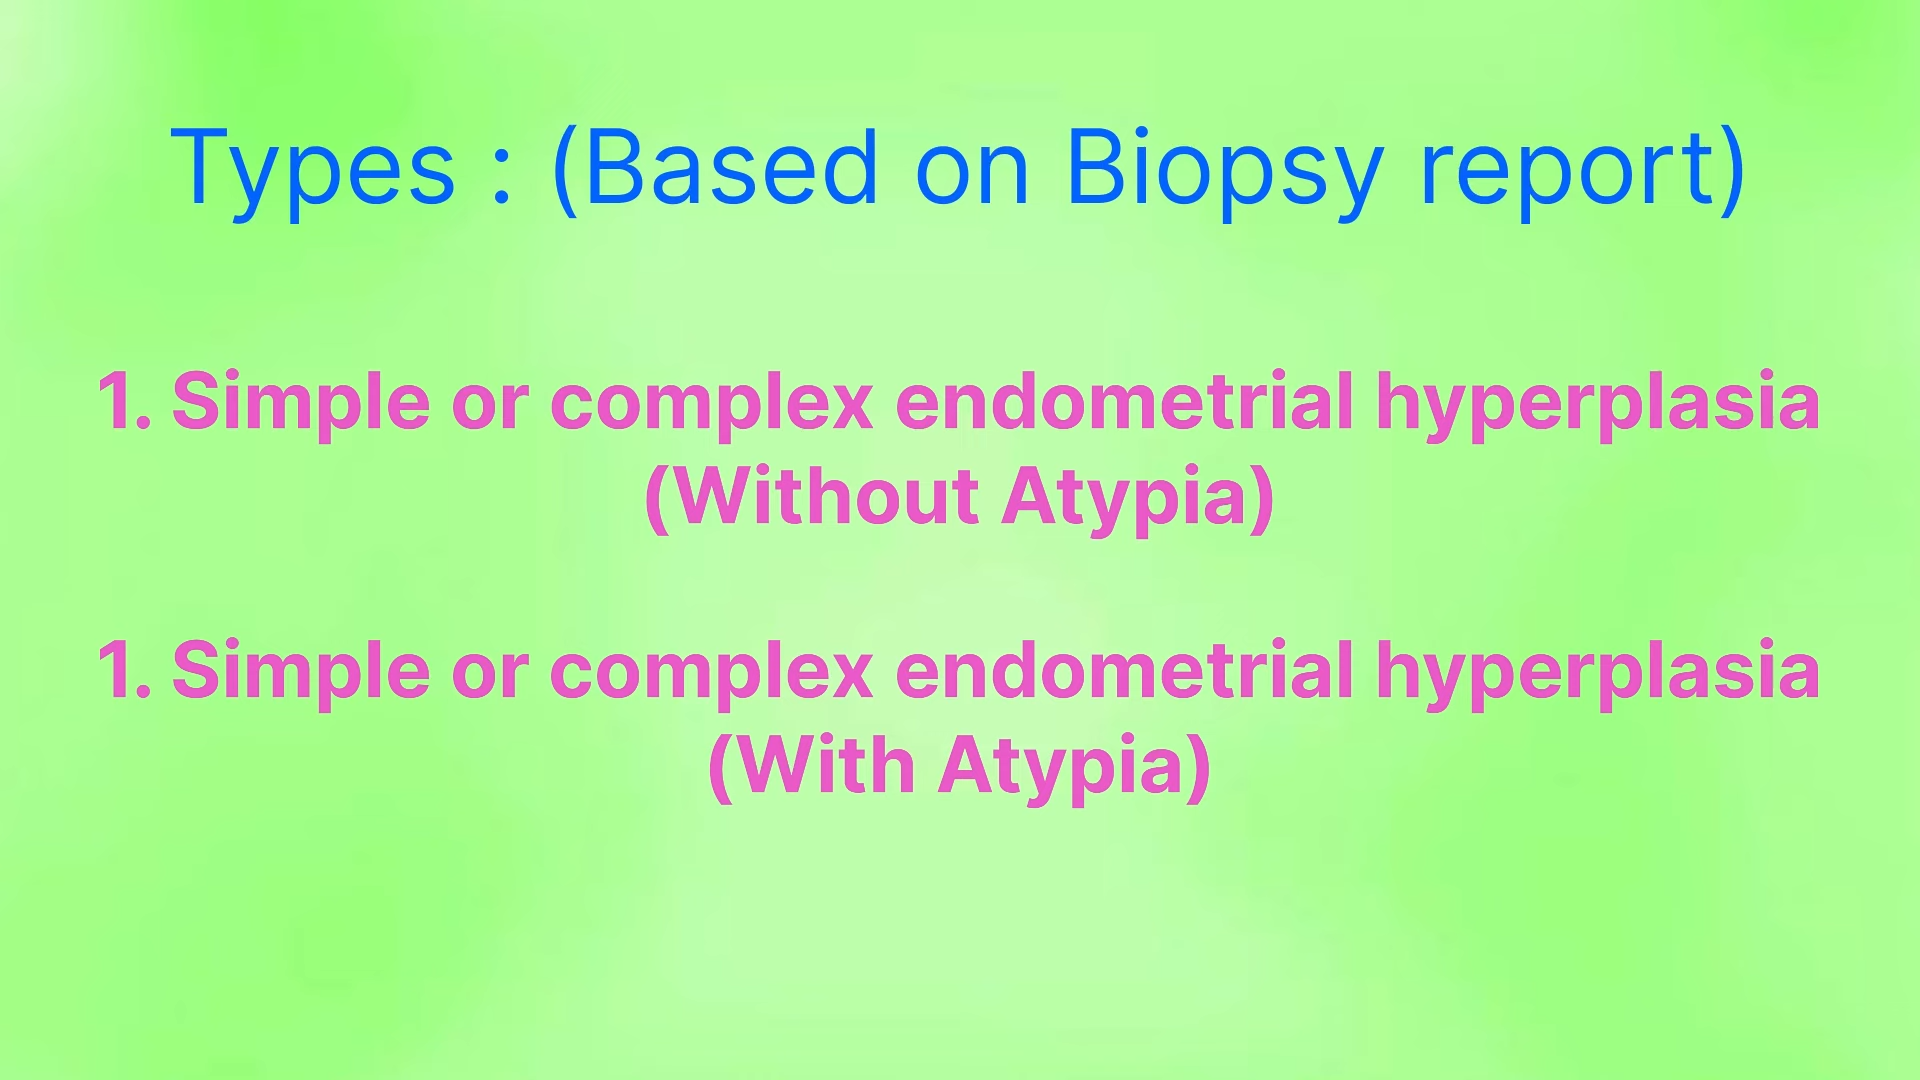 Types : (Based on Biopsy report)
1. Simple or complex endometrial hyperplasia
(Without Atypia)
1. Simple or complex endometrial hyperplasia
(With Atypia)